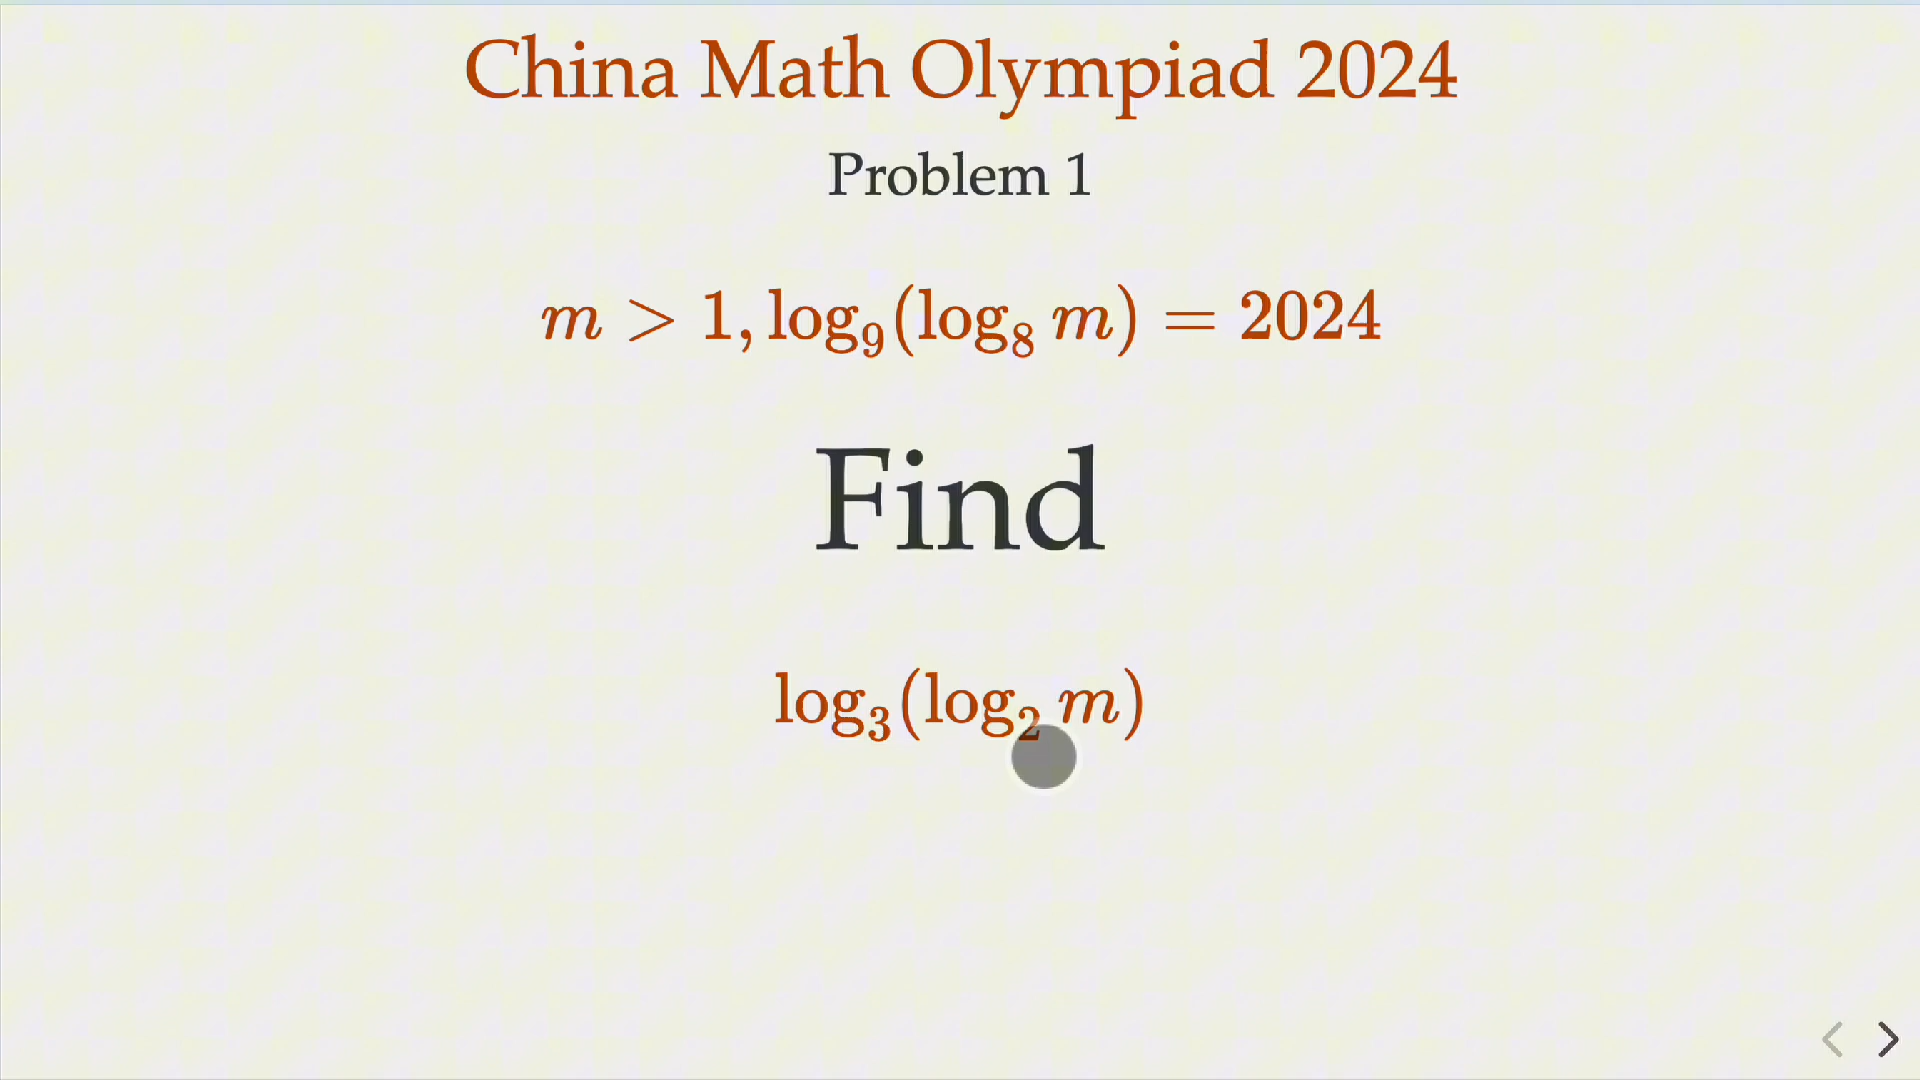 China Math Olympiad 2024
Problem 1
m > 1, log₉(log₈ m) = 2024
Find
log₃(log₂ m)